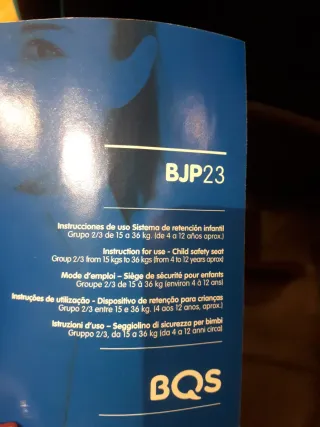 BJP23
Instrucciones de uso Sistema de retención infantil
Grupo 2/3 de 15 a 36 kg. (de 4 a 12 años aprox.)
Instruction for use - Child safety seat
Group 2/3 from 15 kgs to 36 kgs (from 4 to 12 years aprox)
Mode d'emploi – Siège de sécurité pour enfants
Groupe 2/3 de 15 à 36 kg (environ 4 à 12 ans)
Instruções de utilização - Dispositivo de retenção para crianças
Grupo 2/3 entre 15 e 36 kg. (4 aos 12 anos, aprox.)
Istruzioni d'uso – Seggiolino di sicurezza per bimbi
Gruppo 2/3, da 15 a 36 kg (da 4 a 12 anni circa)
BQS